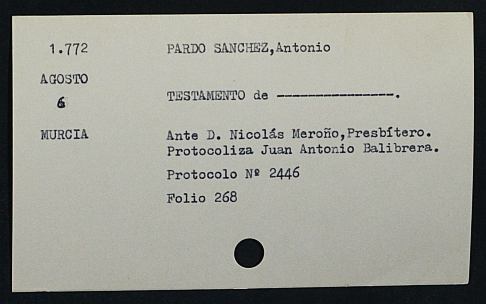 1.772
PARDO SANCHEZ,Antonio
AGOSTO
6
TESTAMENTO de ---------------.
MURCIA
Ante D. Nicolás Meroño,Presbítero.
Protocoliza Juan Antonio Balibrera.
Protocolo Nº 2446
Folio 268